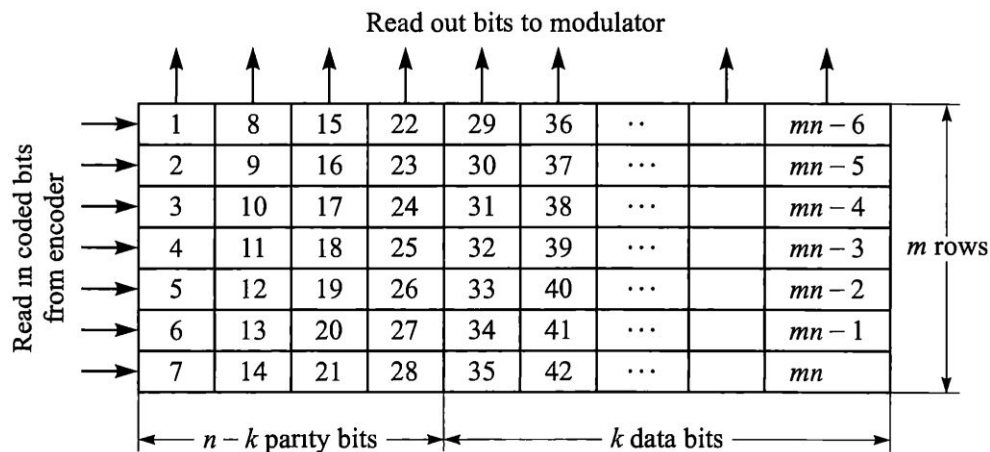 Read out bits to modulator
Read in coded bits
from encoder
1 8 15 22 29 36 ·· mn – 6
2 9 16 23 30 37 ··· mn – 5
3 10 17 24 31 38 ··· mn – 4
4 11 18 25 32 39 ··· mn – 3
5 12 19 26 33 40 ··· mn – 2
6 13 20 27 34 41 ··· mn – 1
7 14 21 28 35 42 ··· mn
m rows
n – k parity bits
k data bits